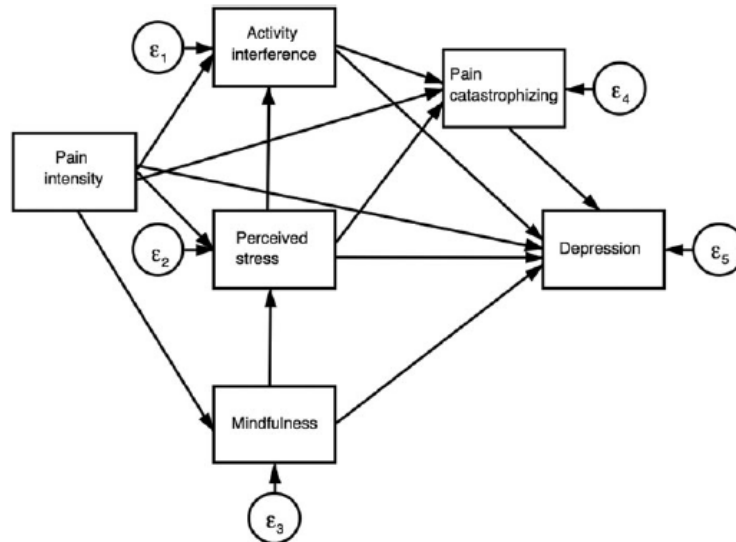 Activity
interference
ε1
Pain
catastrophizing
ε4
Pain
intensity
Perceived
stress
ε2
Depression
ε5
Mindfulness
ε3